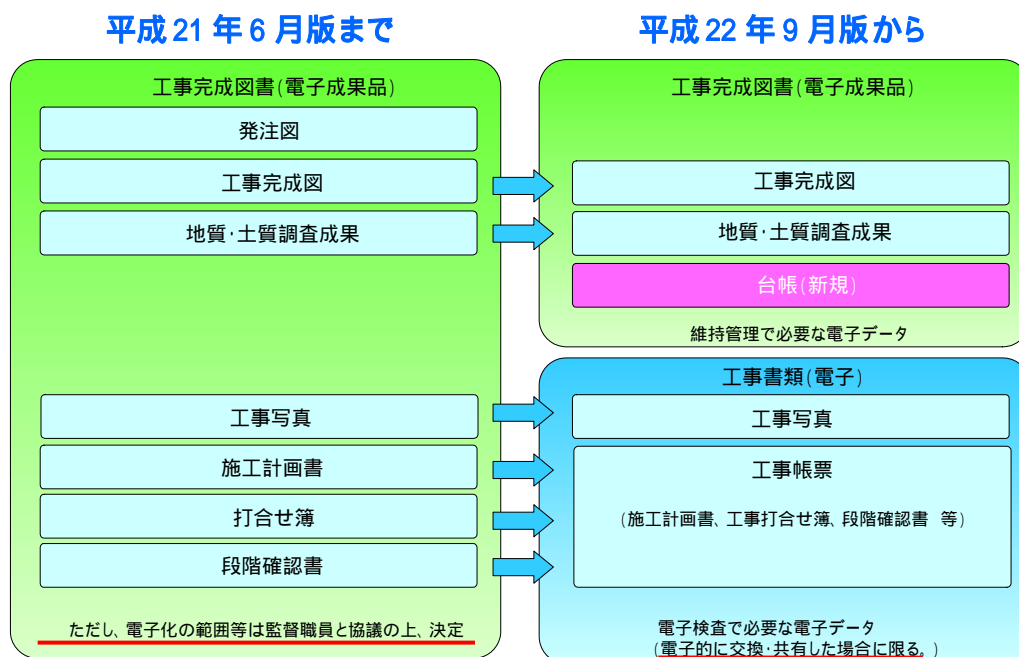 平成21年6月版まで
工事完成図書(電子成果品)
発注図
工事完成図
地質・土質調査成果
工事写真
施工計画書
打合せ簿
段階確認書
ただし、電子化の範囲等は監督職員と協議の上、決定
平成22年9月版から
工事完成図書(電子成果品)
工事完成図
地質・土質調査成果
台帳(新規)
維持管理で必要な電子データ
工事書類(電子)
工事写真
工事帳票
(施工計画書、工事打合せ簿、段階確認書 等)
電子検査で必要な電子データ
(電子的に交換・共有した場合に限る。)